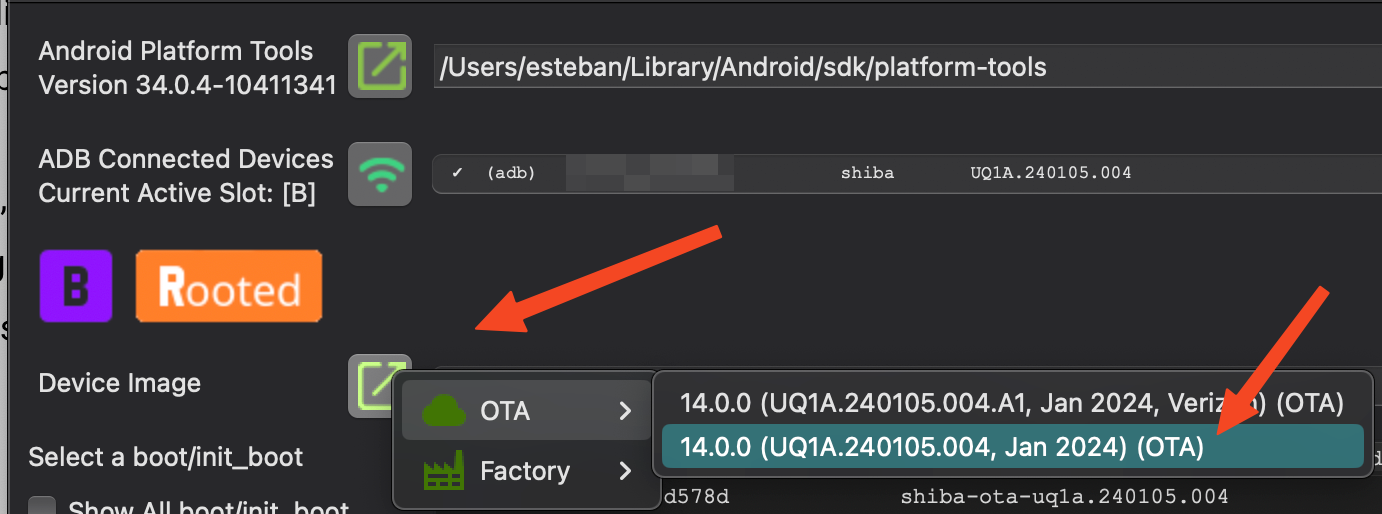 Android Platform Tools
Version 34.0.4-10411341
/Users/esteban/Library/Android/sdk/platform-tools
ADB Connected Devices
Current Active Slot: [B]
✓ (adb) shiba UQ1A.240105.004
B Rooted
Device Image
OTA
14.0.0 (UQ1A.240105.004.A1, Jan 2024, ) (OTA)
14.0.0 (UQ1A.240105.004, Jan 2024) (OTA)
Select a boot/init_boot
Factory
d578d shiba-ota-uq1a.240105.004
Show All boot/init_boot